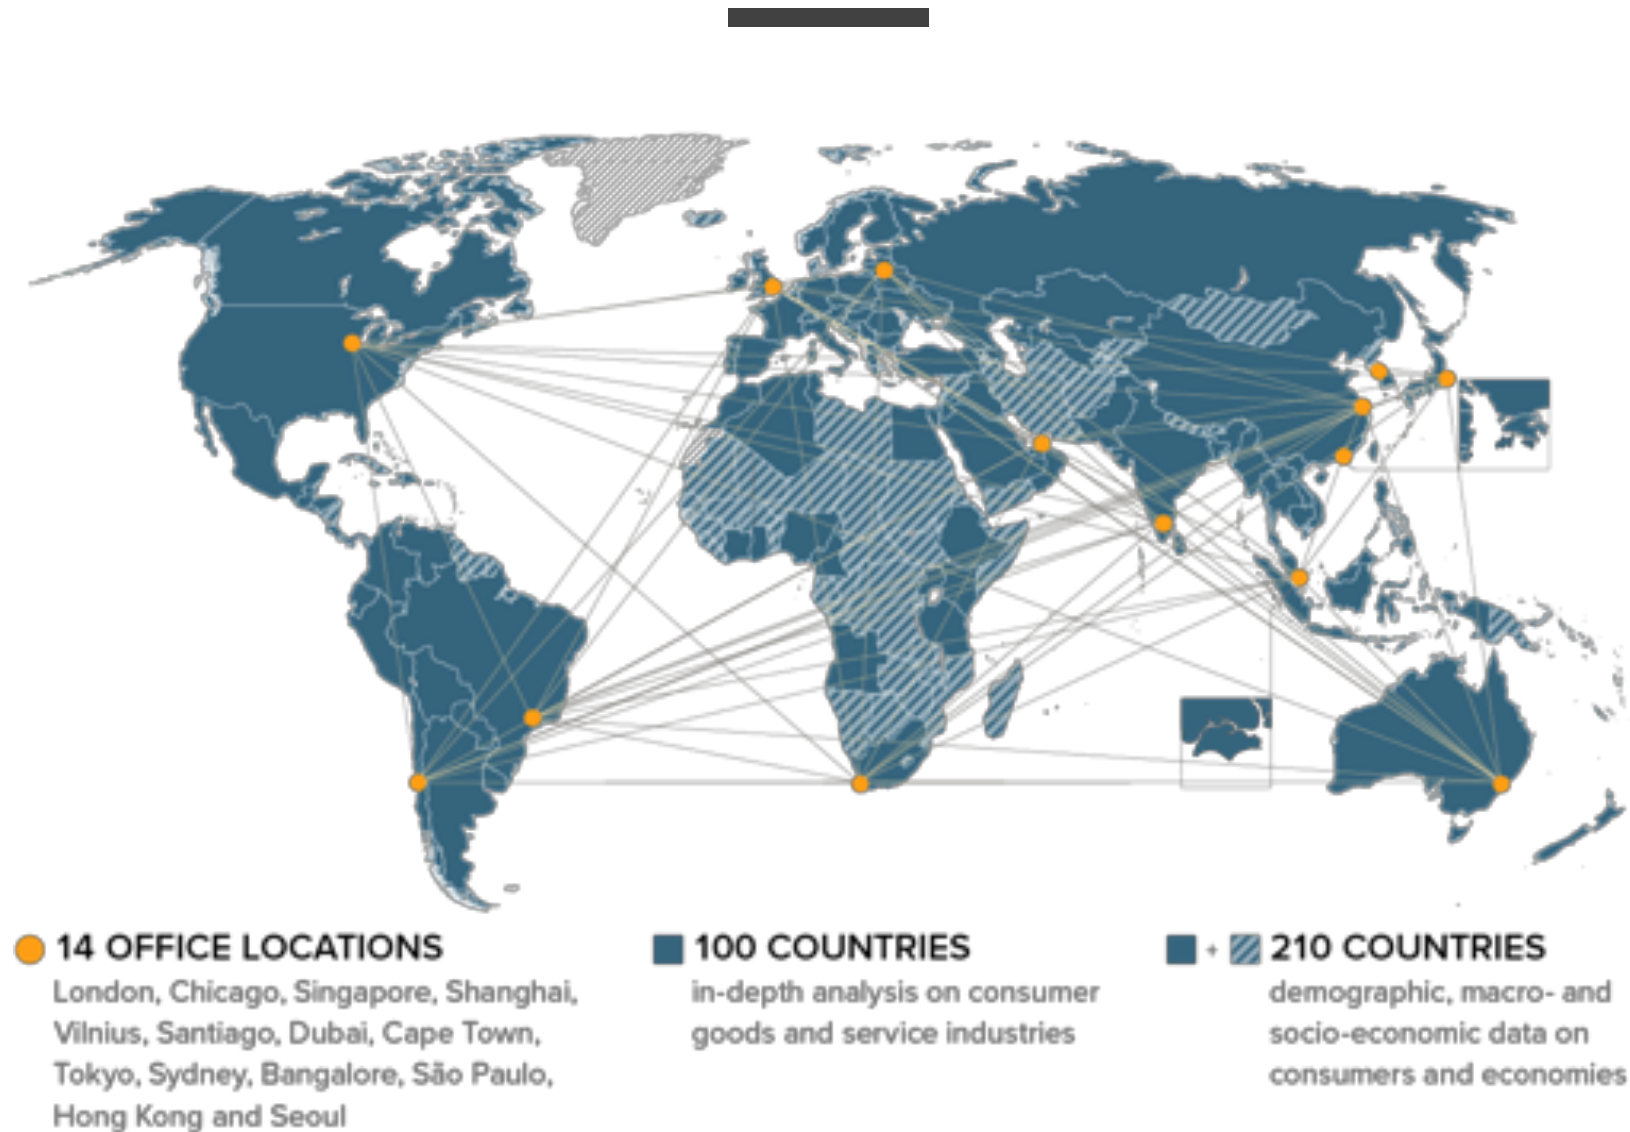 14 OFFICE LOCATIONS
London, Chicago, Singapore, Shanghai,
Vilnius, Santiago, Dubai, Cape Town,
Tokyo, Sydney, Bangalore, São Paulo,
Hong Kong and Seoul
100 COUNTRIES
in-depth analysis on consumer
goods and service industries
+ 210 COUNTRIES
demographic, macro- and
socio-economic data on
consumers and economies